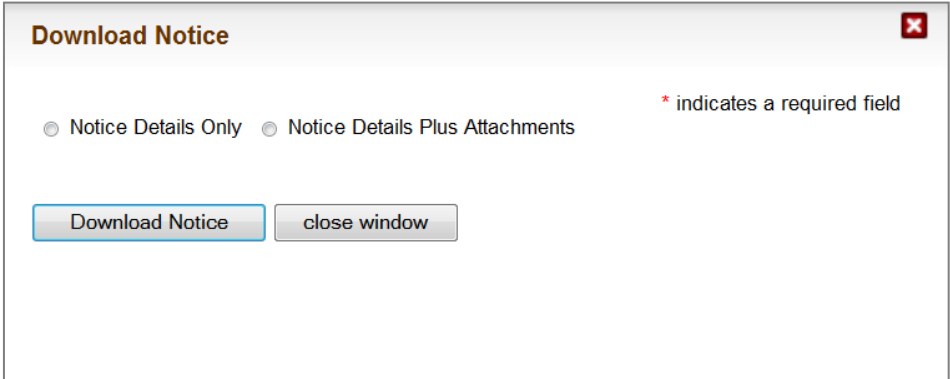 Download Notice
* indicates a required field
Notice Details Only Notice Details Plus Attachments
Download Notice close window